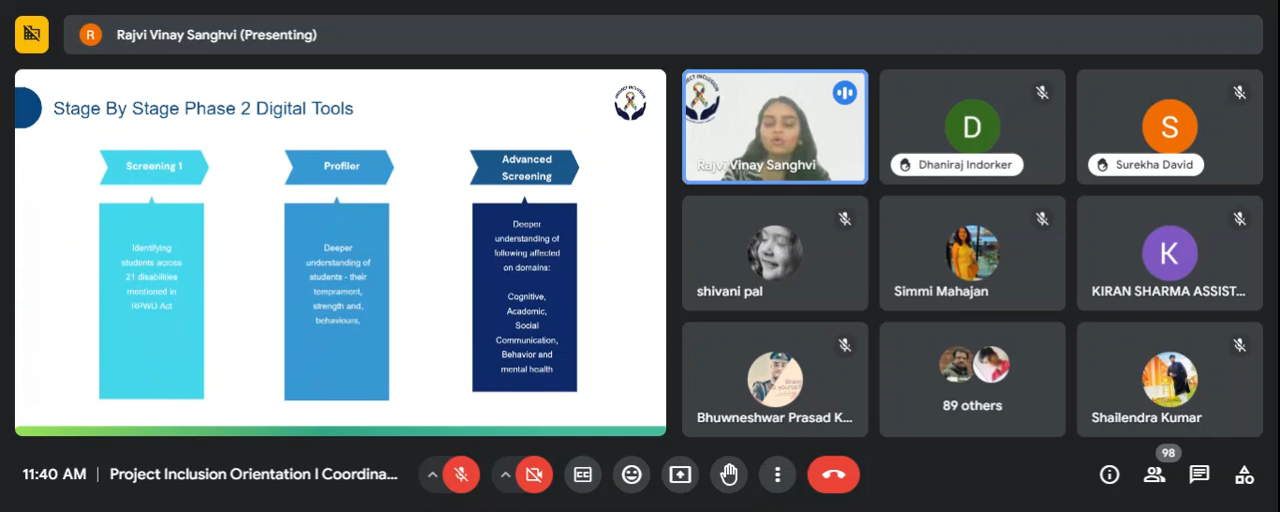 R
Rajvi Vinay Sanghvi (Presenting)
Stage By Stage Phase 2 Digital Tools
PROJECT INCLUSION
Screening 1
Identifying
students across
21 disabilities
mentioned in
RPWD Act
Profiler
Deeper
understanding of
students - their
temprament,
strength and,
behaviours,
Advanced
Screening
Deeper
understanding of
following affected
on domains:
Cognitive,
Academic,
Social
Communication,
Behavior and
mental health
Rajvi Vinay Sanghvi
D
Dhaniraj Indorker
S
Surekha David
shivani pal
Simmi Mahajan
K
KIRAN SHARMA ASSIST...
Bhuwneshwar Prasad K...
89 others
Shailendra Kumar
11:40 AM | Project Inclusion Orientation I Coordina...
CC
98